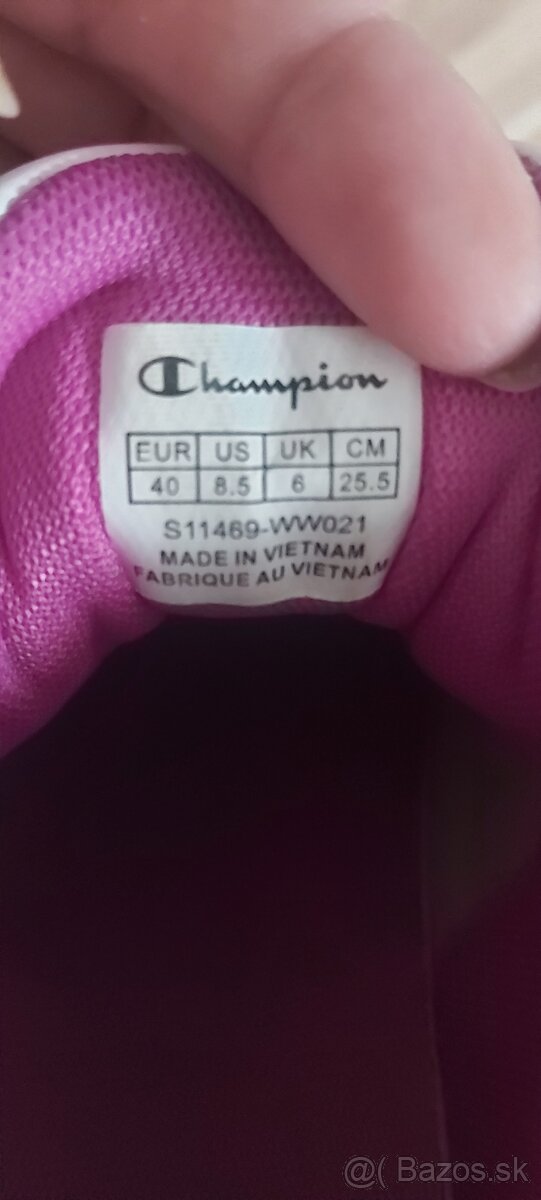 Champion
EUR US UK CM
40 8.5 6 25.5
S11469-WW021
MADE IN VIETNAM
FABRIQUE AU VIETNAM
@( Bazos.sk